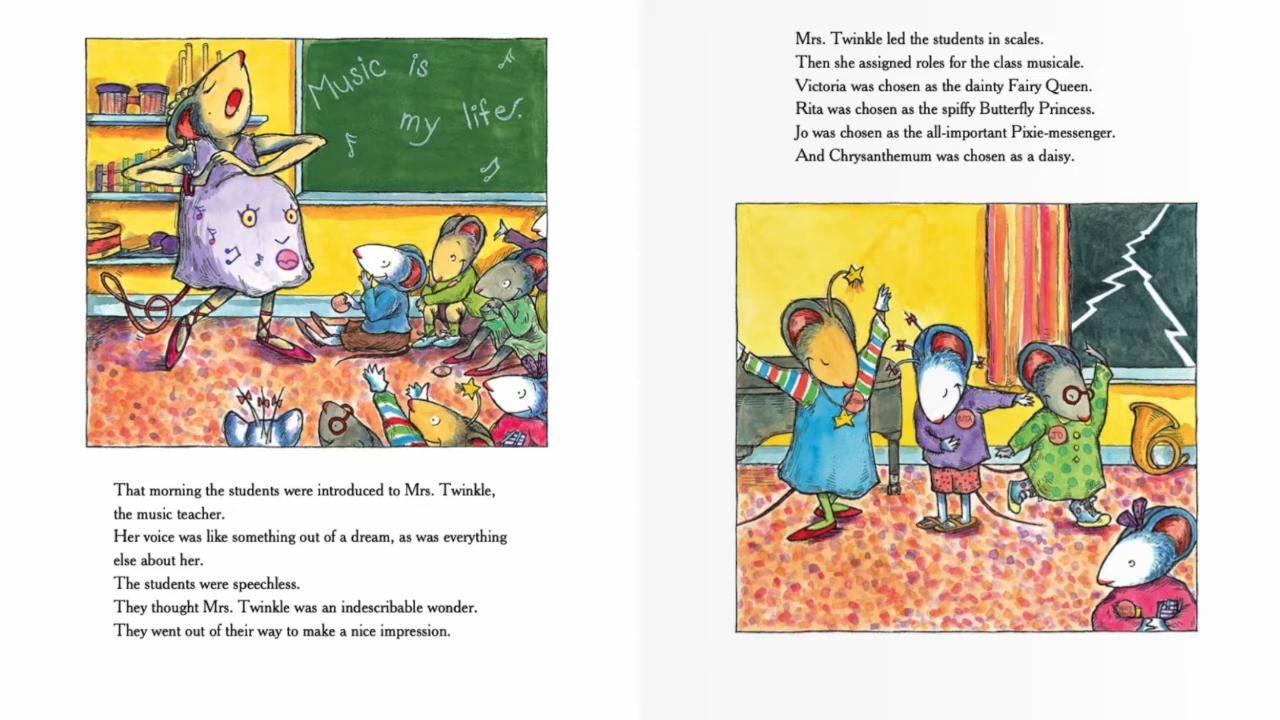 Music is
my life.
That morning the students were introduced to Mrs. Twinkle,
the music teacher.
Her voice was like something out of a dream, as was everything
else about her.
The students were speechless.
They thought Mrs. Twinkle was an indescribable wonder.
They went out of their way to make a nice impression.
Mrs. Twinkle led the students in scales.
Then she assigned roles for the class musicale.
Victoria was chosen as the dainty Fairy Queen.
Rita was chosen as the spiffy Butterfly Princess.
Jo was chosen as the all-important Pixie-messenger.
And Chrysanthemum was chosen as a daisy.
RITA
JO